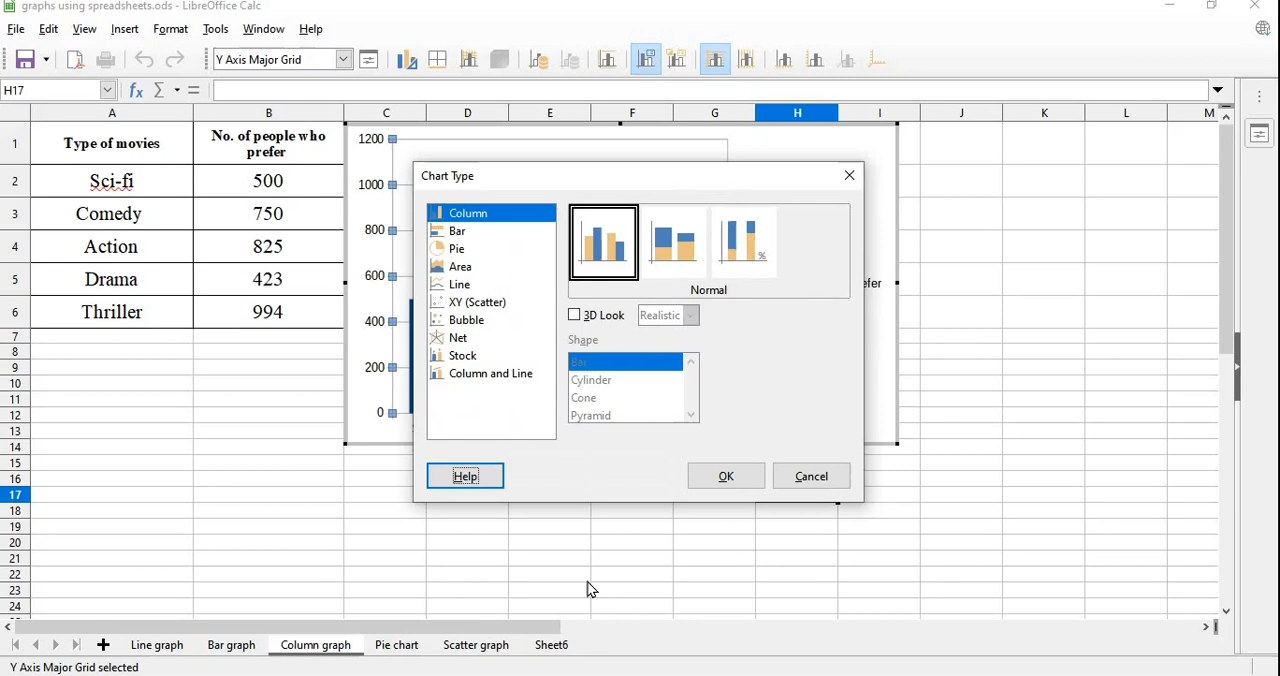 graphs using spreadsheets.ods - LibreOffice Calc
File Edit View Insert Format Tools Window Help
Y Axis Major Grid
H17
A B C D E F G H I J K L M
1 Type of movies No. of people who prefer
2 Sci-fi 500
3 Comedy 750
4 Action 825
5 Drama 423
6 Thriller 994
7
8
9
10
11
12
13
14
15
16
17
18
19
20
21
22
23
24
1200
1000
800
600
400
200
0
efer
Chart Type
Column
Bar
Pie
Area
Line
XY (Scatter)
Bubble
Net
Stock
Column and Line
%
Normal
3D Look Realistic
Shape
Bar
Cylinder
Cone
Pyramid
Help OK Cancel
Line graph Bar graph Column graph Pie chart Scatter graph Sheet6
Y Axis Major Grid selected